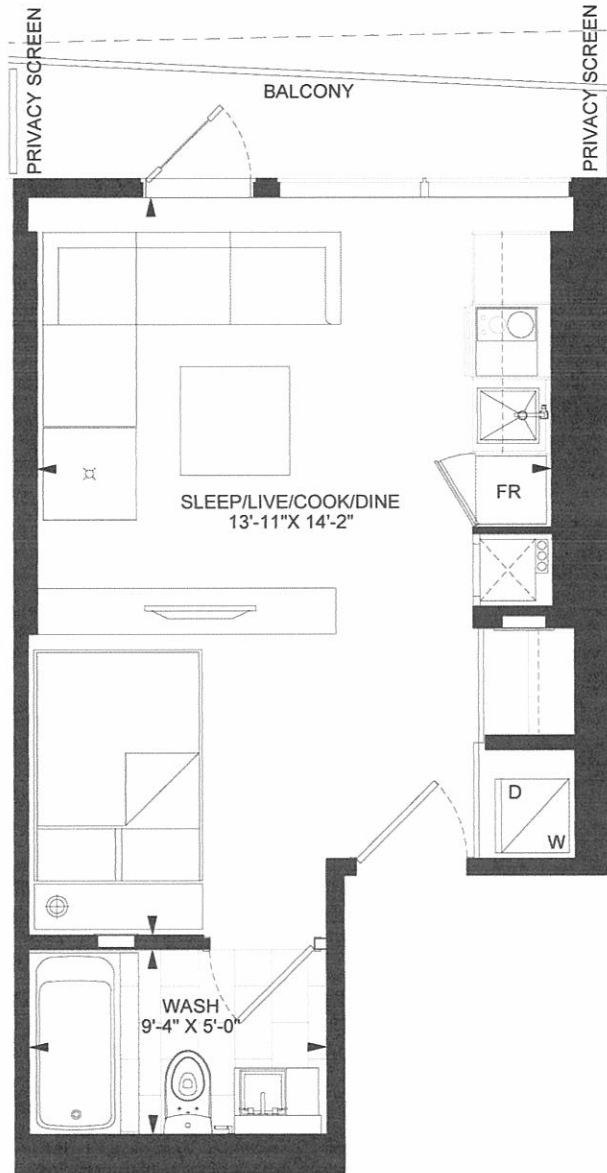 PRIVACY SCREEN
PRIVACY SCREEN
BALCONY
FR
SLEEP/LIVE/COOK/DINE
13'-11"X 14'-2"
D
W
WASH
9'-4" X 5'-0"